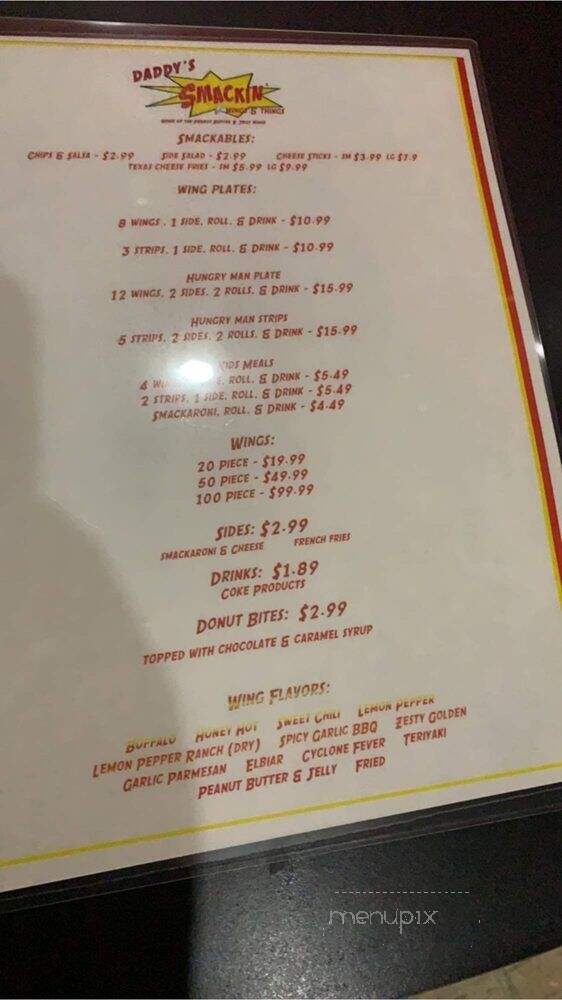 DADDY'S
SMACKIN'
WINGS & THINGS
HOME OF THE PEANUT BUTTER & JELLY WINGS
SMACKABLES:
CHIPS & SALSA - $2.99 SIDE SALAD - $2.99 CHEESE STICKS - SM $3.99 LG $7.9
TEXAS CHEESE FRIES - SM $5.99 LG $9.99
WING PLATES:
8 WINGS , 1 SIDE, ROLL, & DRINK - $10.99
3 STRIPS, 1 SIDE, ROLL, & DRINK - $10.99
HUNGRY MAN PLATE
12 WINGS, 2 SIDES, 2 ROLLS, & DRINK - $15.99
HUNGRY MAN STRIPS
5 STRIPS, 2 SIDES, 2 ROLLS, & DRINK - $15.99
MEALS
4 ROLL, & DRINK - $5.49
2 STRIPS, 1 SIDE, ROLL, & DRINK - $5.49
SMACKARONI, ROLL, & DRINK - $4.49
WINGS:
20 PIECE - $19.99
50 PIECE - $49.99
100 PIECE - $99.99
SIDES: $2.99
SMACKARONI & CHEESE FRENCH FRIES
DRINKS: $1.89
COKE PRODUCTS
DONUT BITES: $2.99
TOPPED WITH CHOCOLATE & CARAMEL SYRUP
WING FLAVORS:
BUFFALO HONEY HOT SWEET CHILI LEMON PEPPER
LEMON PEPPER RANCH (DRY) SPICY GARLIC BBQ ZESTY GOLDEN
GARLIC PARMESAN ELBIAR CYCLONE FEVER TERIYAKI
PEANUT BUTTER & JELLY FRIED
menupix